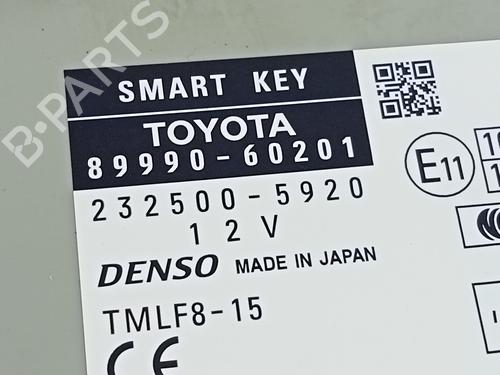 B-PARTS
SMART KEY
TOYOTA
89990-60201
232500-5920
12V
DENSO MADE IN JAPAN
TMLF8-15
CE
E11